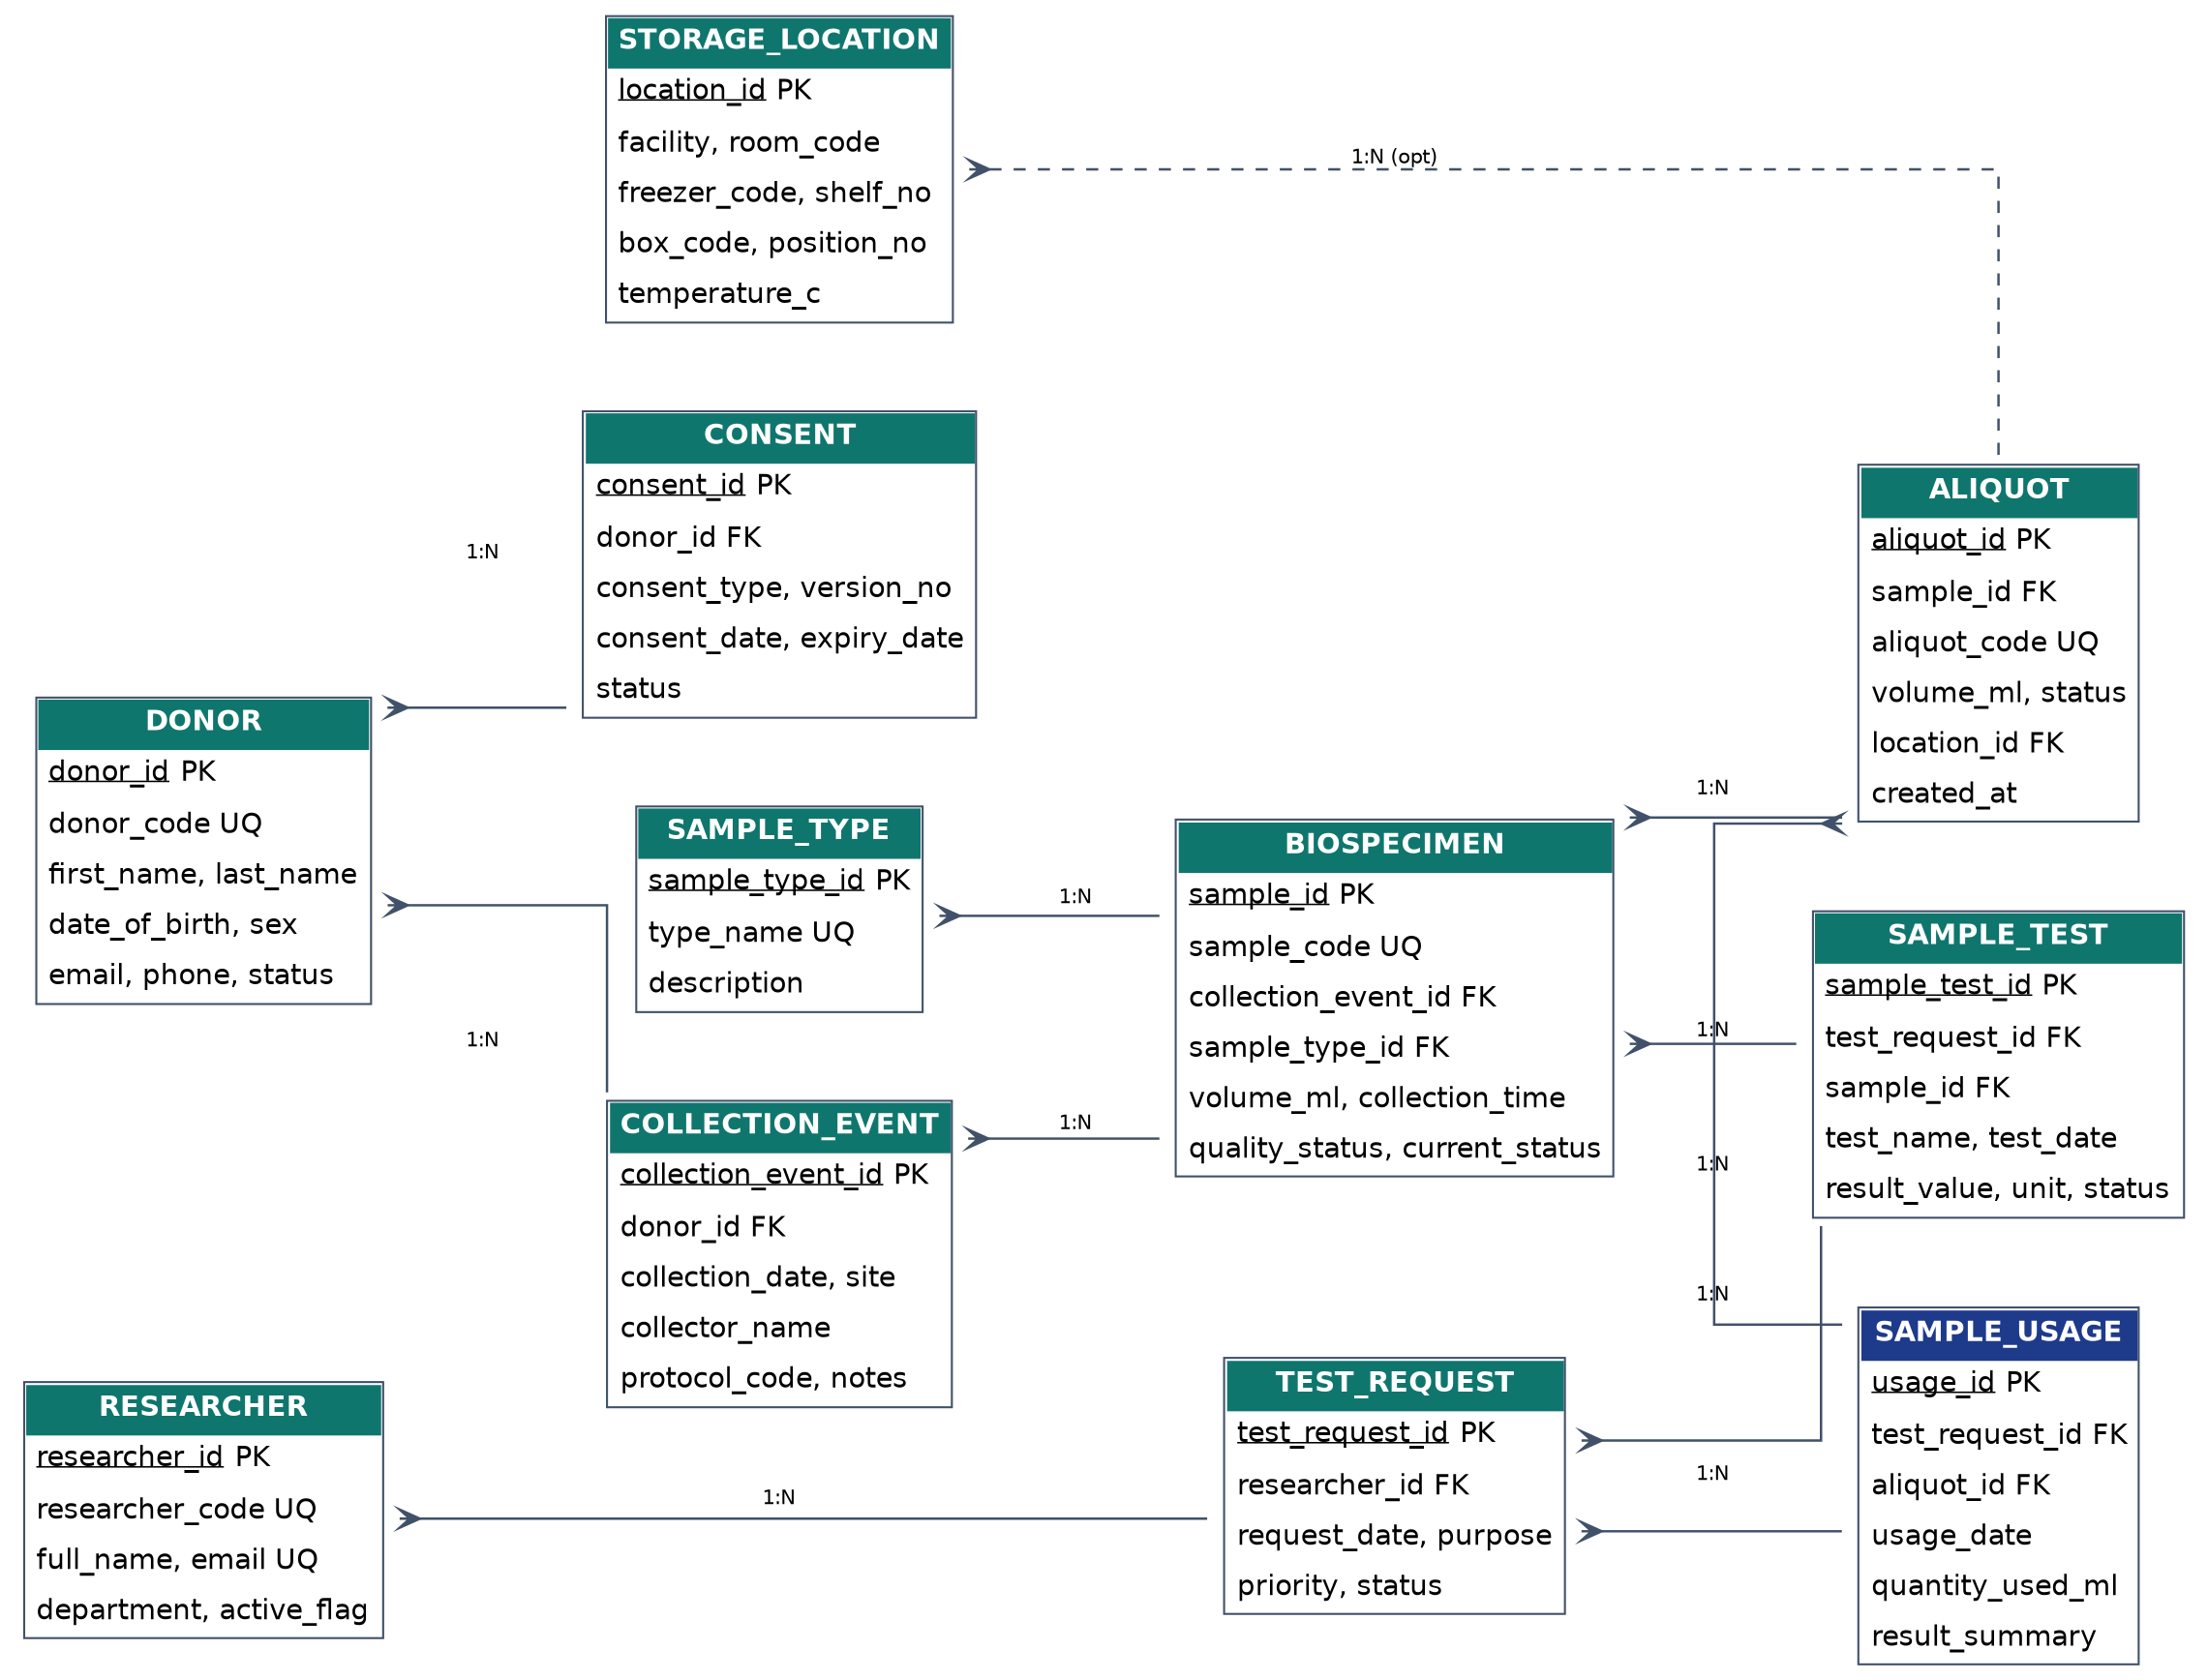 STORAGE_LOCATION
location_id PK
facility, room_code
freezer_code, shelf_no
box_code, position_no
temperature_c
1:N (opt)
CONSENT
consent_id PK
donor_id FK
consent_type, version_no
consent_date, expiry_date
status
1:N
ALIQUOT
aliquot_id PK
sample_id FK
aliquot_code UQ
volume_ml, status
location_id FK
created_at
DONOR
donor_id PK
donor_code UQ
first_name, last_name
date_of_birth, sex
email, phone, status
1:N
SAMPLE_TYPE
sample_type_id PK
type_name UQ
description
1:N
BIOSPECIMEN
sample_id PK
sample_code UQ
collection_event_id FK
sample_type_id FK
volume_ml, collection_time
quality_status, current_status
1:N
1:N
1:N
1:N
SAMPLE_TEST
sample_test_id PK
test_request_id FK
sample_id FK
test_name, test_date
result_value, unit, status
COLLECTION_EVENT
collection_event_id PK
donor_id FK
collection_date, site
collector_name
protocol_code, notes
1:N
RESEARCHER
researcher_id PK
researcher_code UQ
full_name, email UQ
department, active_flag
1:N
TEST_REQUEST
test_request_id PK
researcher_id FK
request_date, purpose
priority, status
1:N
SAMPLE_USAGE
usage_id PK
test_request_id FK
aliquot_id FK
usage_date
quantity_used_ml
result_summary